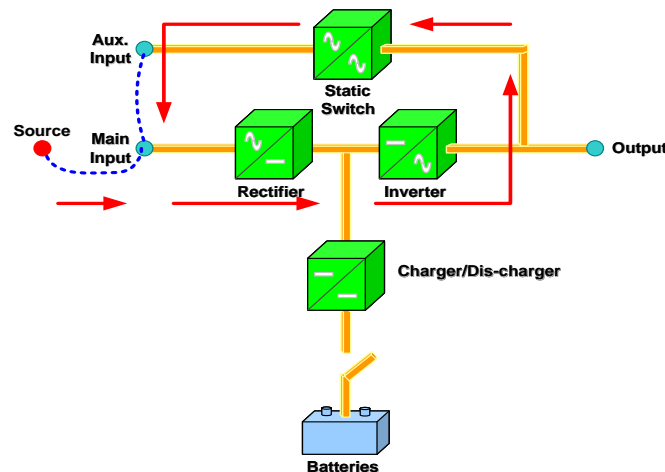 Aux.
Input
Static
Switch
Source
Main
Input
Output
Rectifier
Inverter
Charger/Dis-charger
Batteries